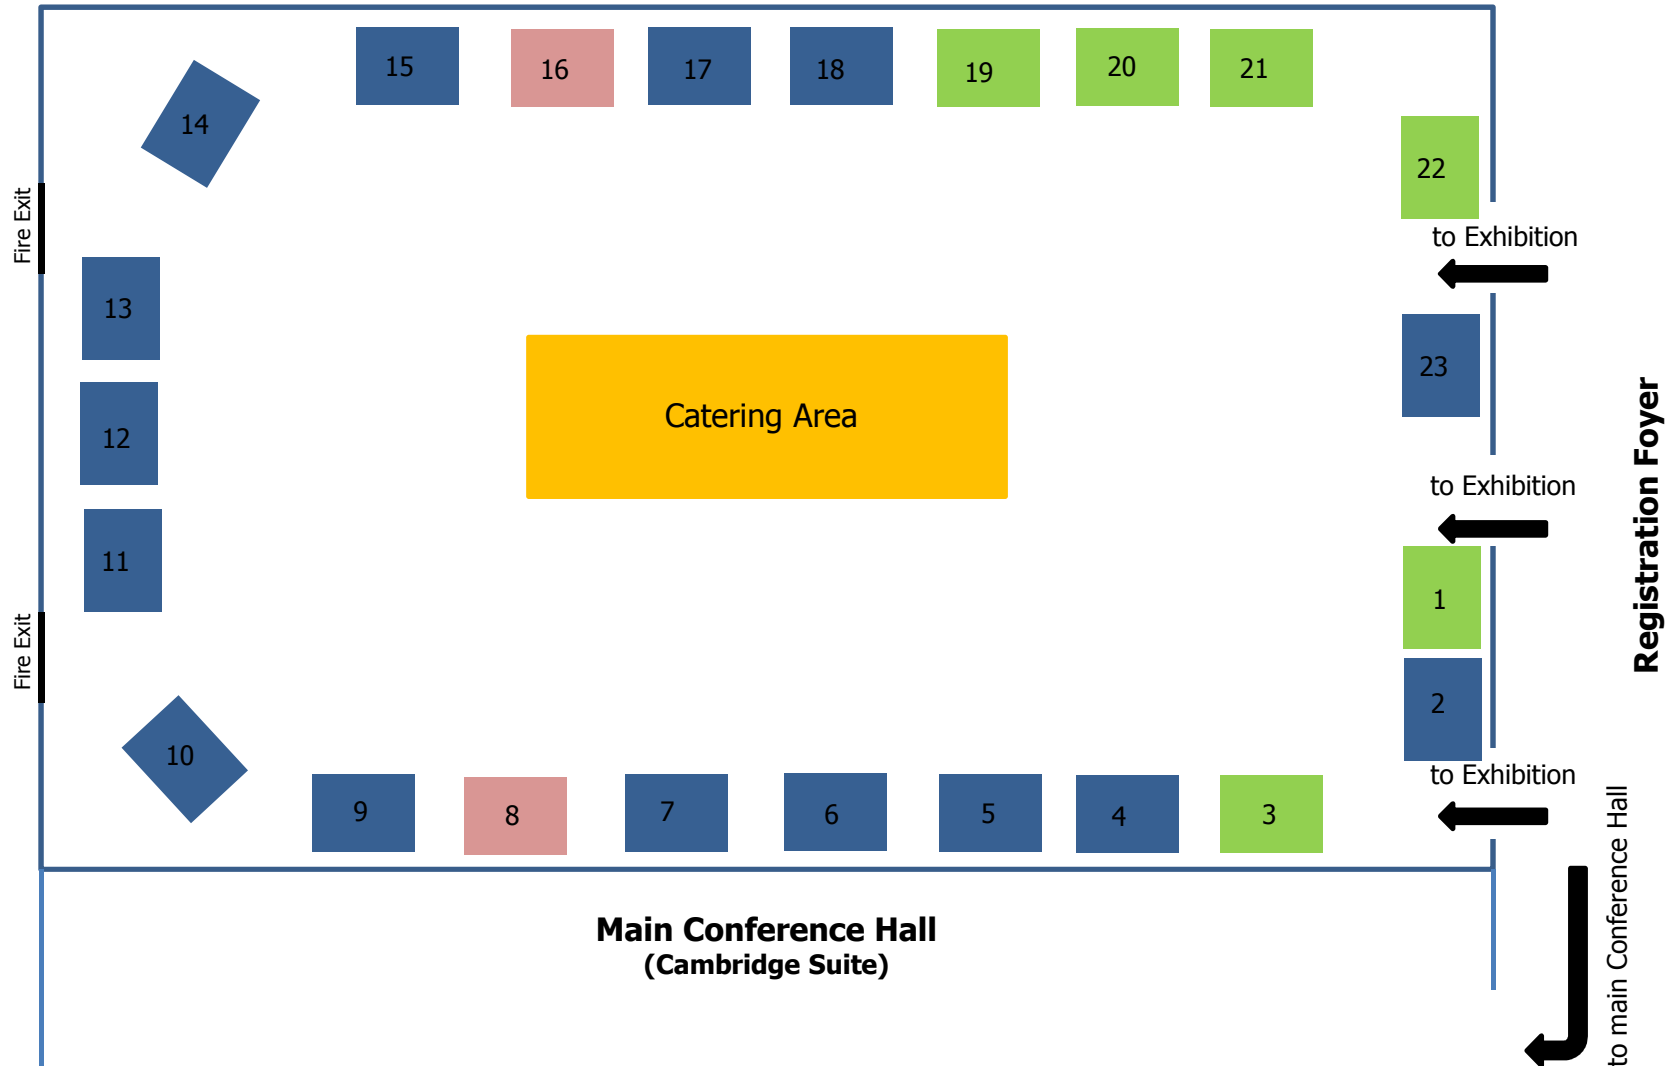 15
16
17
18
19
20
21
14
22
Fire Exit
to Exhibition
13
23
Catering Area
12
to Exhibition
Registration Foyer
11
1
Fire Exit
2
10
to Exhibition
9
8
7
6
5
4
3
to main Conference Hall
Main Conference Hall
(Cambridge Suite)